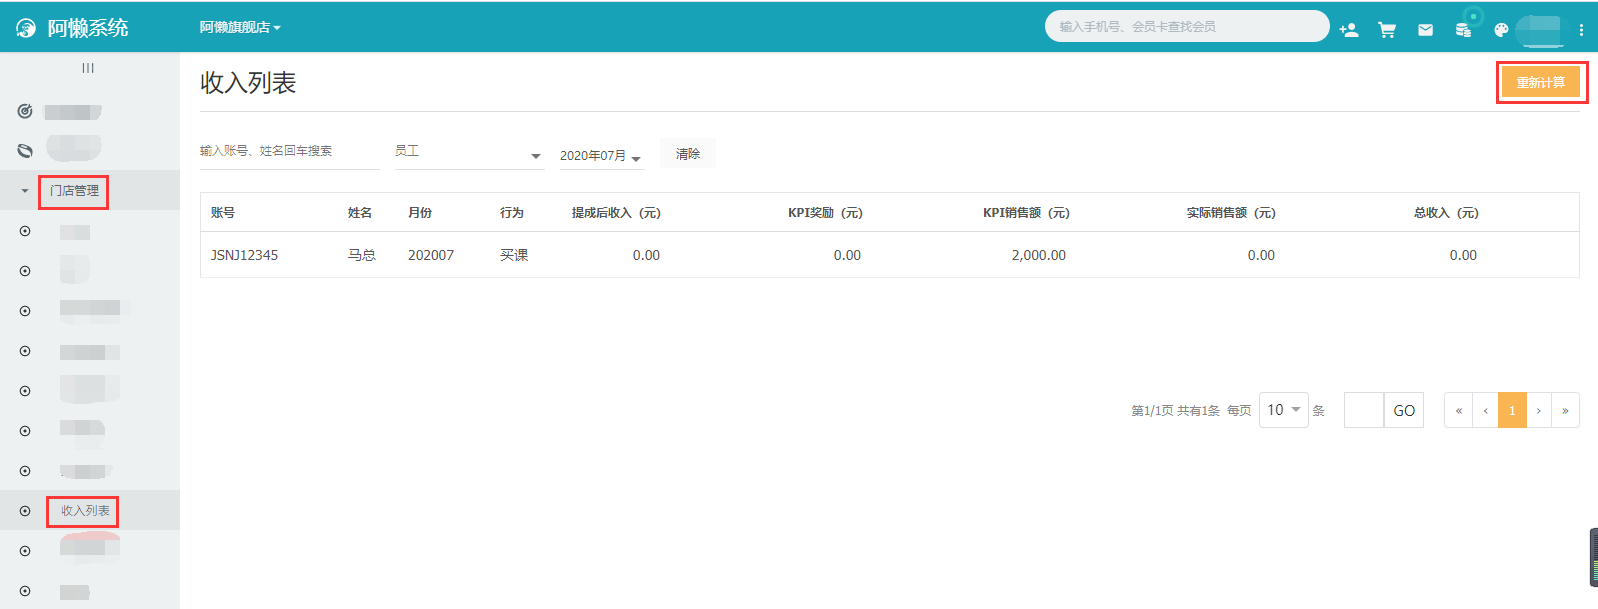 阿懒系统
阿懒旗舰店
输入手机号、会员卡查找会员
收入列表
重新计算
输入账号、姓名回车搜索 员工 2020年07月 清除
门店管理
账号 姓名 月份 行为 提成后收入（元） KPI奖励（元） KPI销售额（元） 实际销售额（元） 总收入（元）
JSNJ12345 马总 202007 买课 0.00 0.00 2,000.00 0.00 0.00
第1/1页 共有1条 每页 10 条 GO « ‹ 1 › »
收入列表